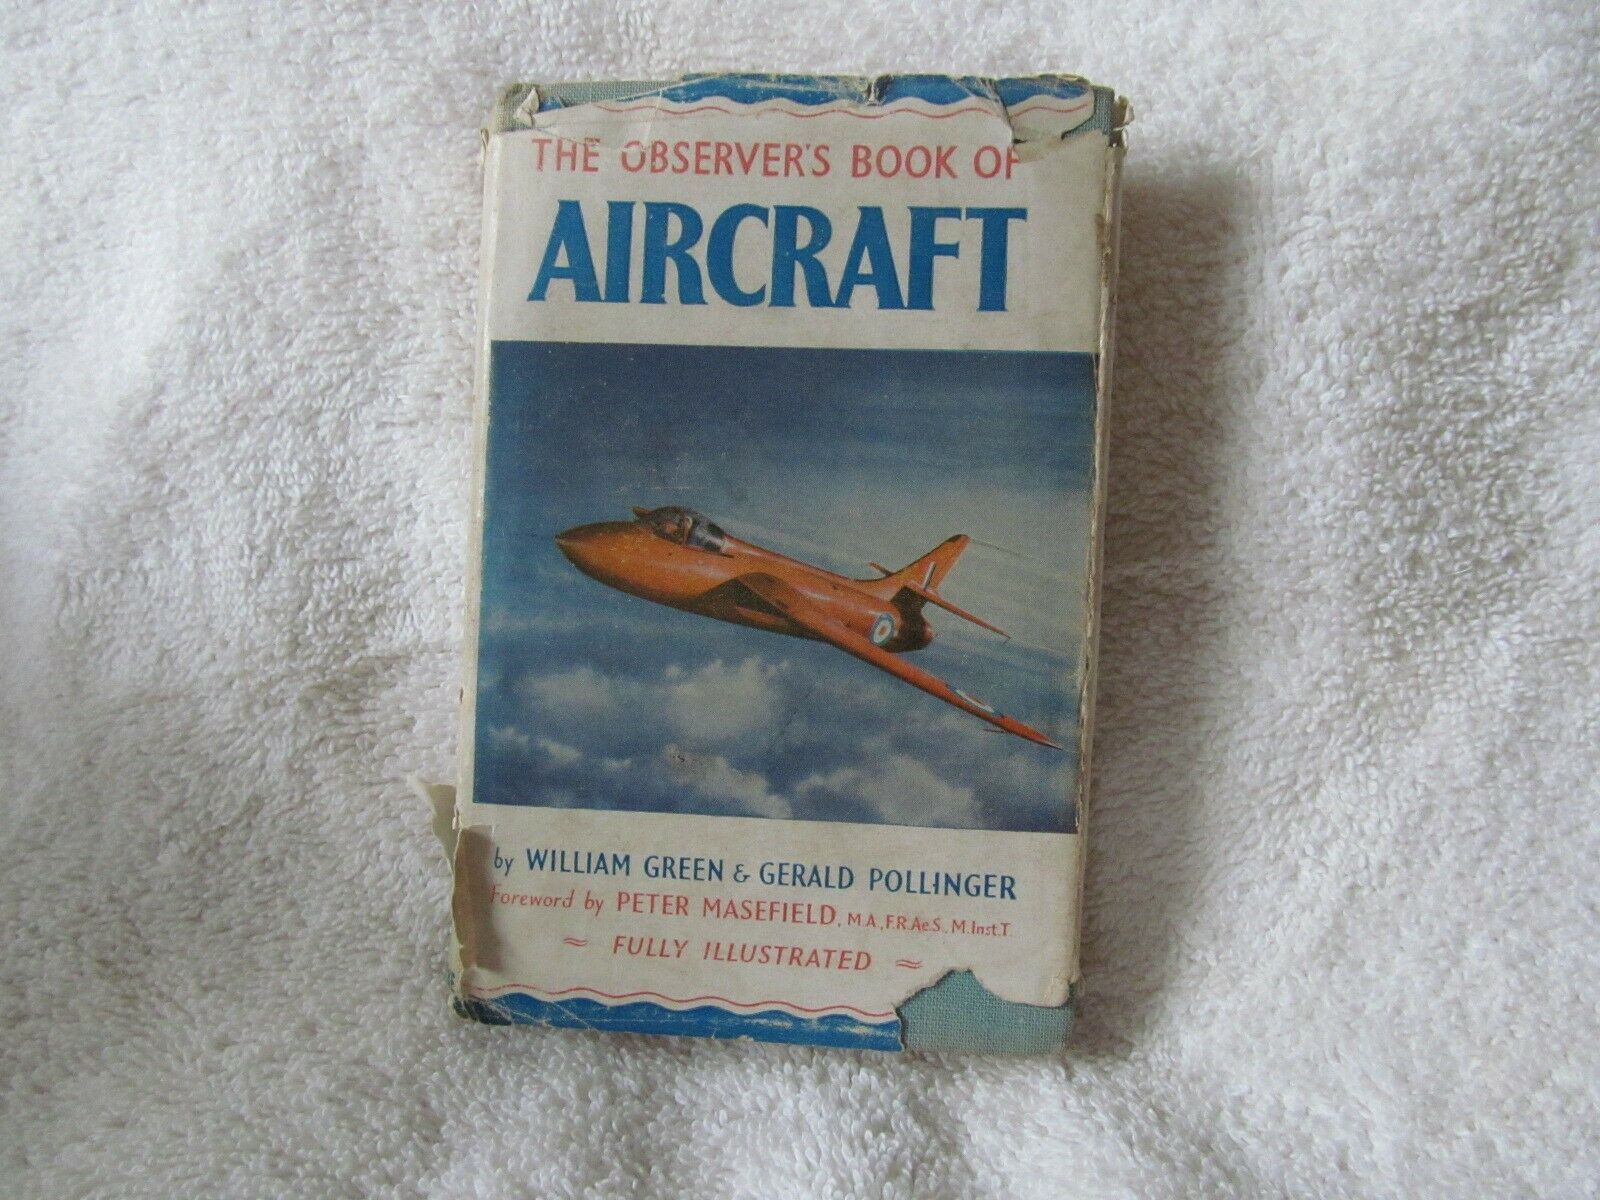 THE OBSERVER'S BOOK OF
AIRCRAFT
by WILLIAM GREEN & GERALD POLLINGER
Foreword by PETER MASEFIELD, M.A., F.R.Ae.S., M.Inst.T.
FULLY ILLUSTRATED